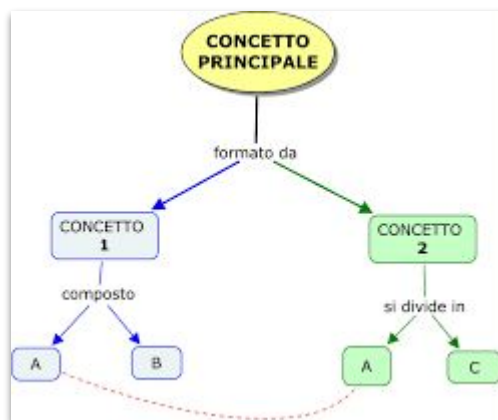 CONCETTO
PRINCIPALE
formato da
CONCETTO
1
CONCETTO
2
composto
si divide in
A
B
A
C